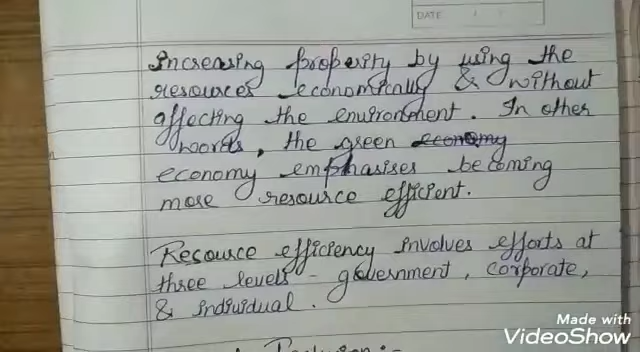 DATE
increasing properity by using the
resources economically & without
affecting the environment. In other
words, the green economy
economy emphasises becoming
more resource efficient.
Resource efficiency involves efforts at
three levels - government, corporate,
& individual.
Made with
VideoShow